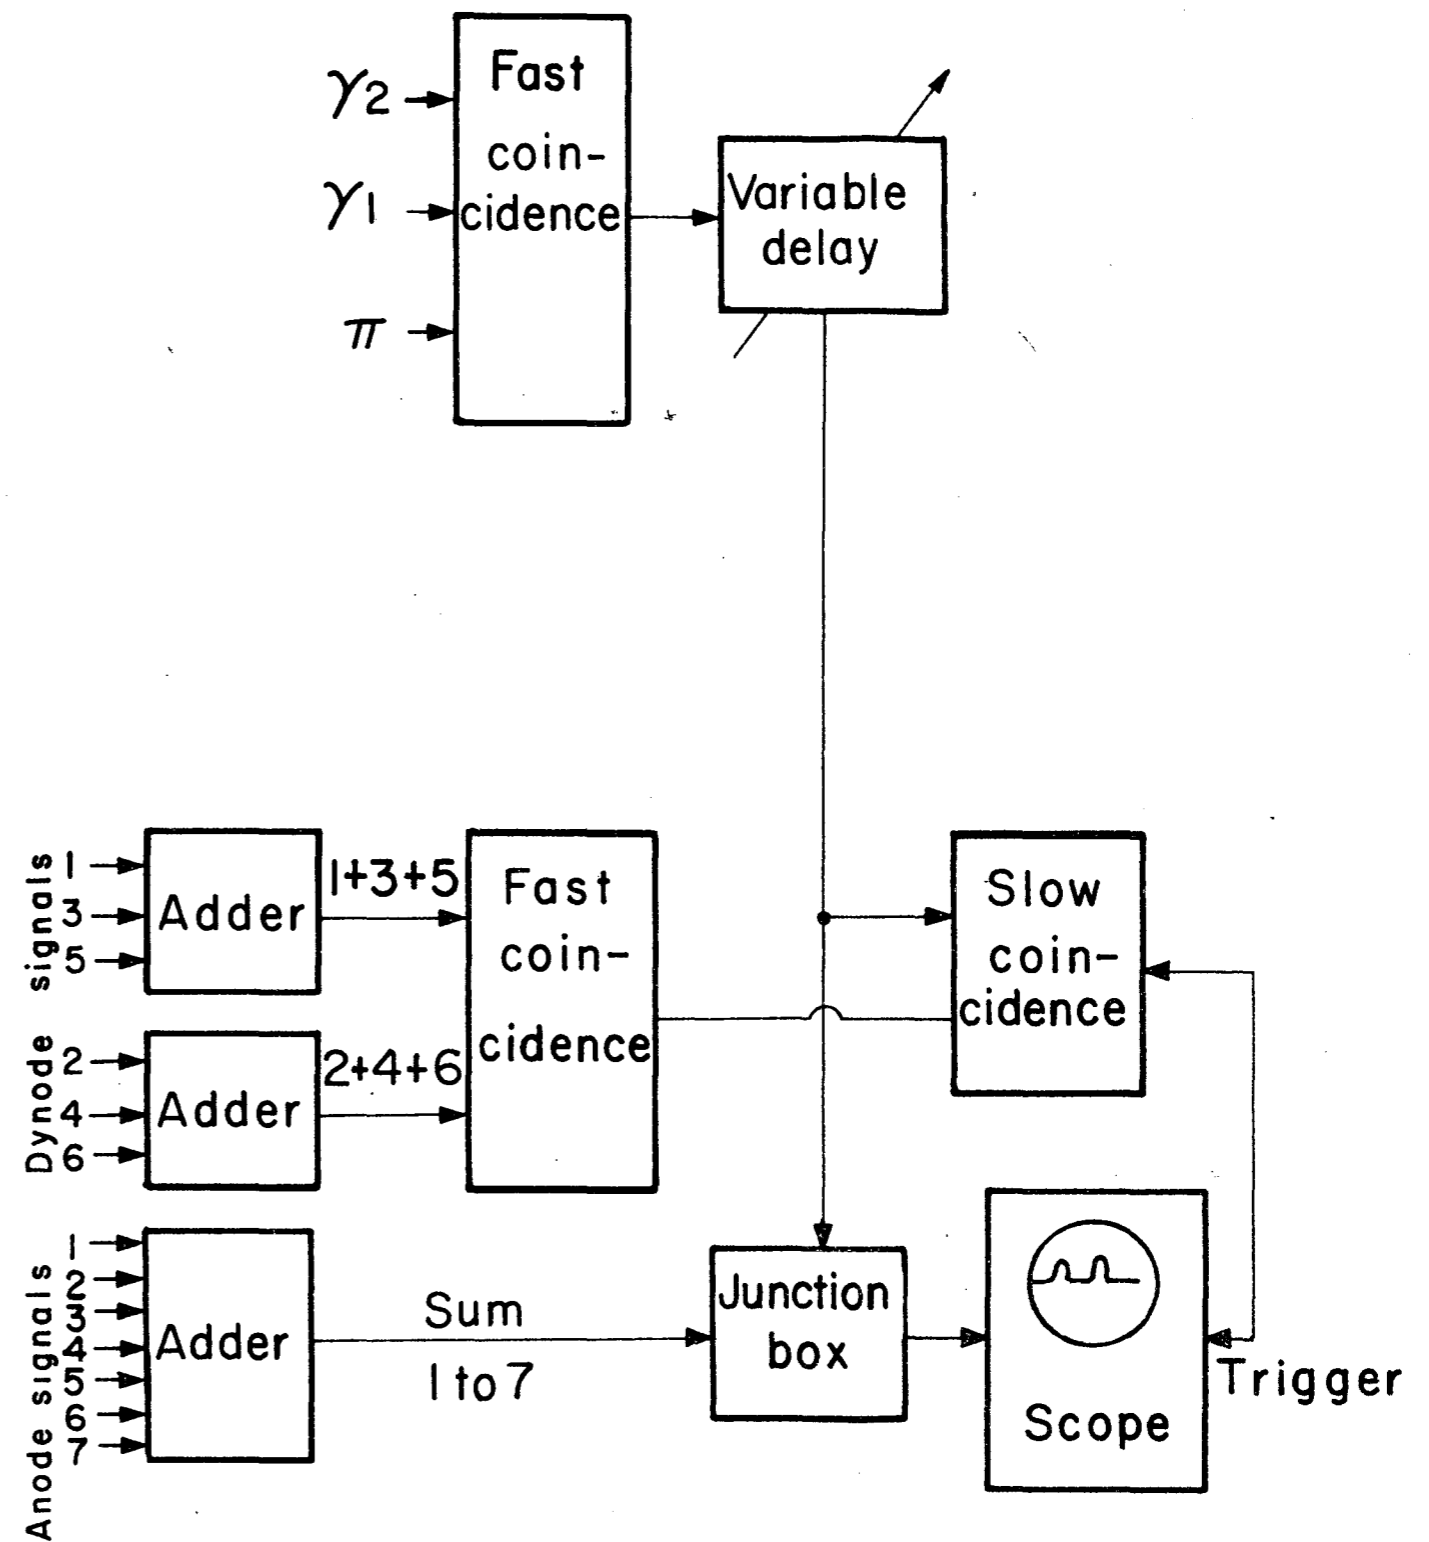 γ2
γ1
π
Fast
coin-
cidence
Variable
delay
Dynode signals
1
3
5
Adder
1+3+5
2
4
6
Adder
2+4+6
Fast
coin-
cidence
Slow
coin-
cidence
Anode signals
1
2
3
4
5
6
7
Adder
Sum
1 to 7
Junction
box
Scope
Trigger